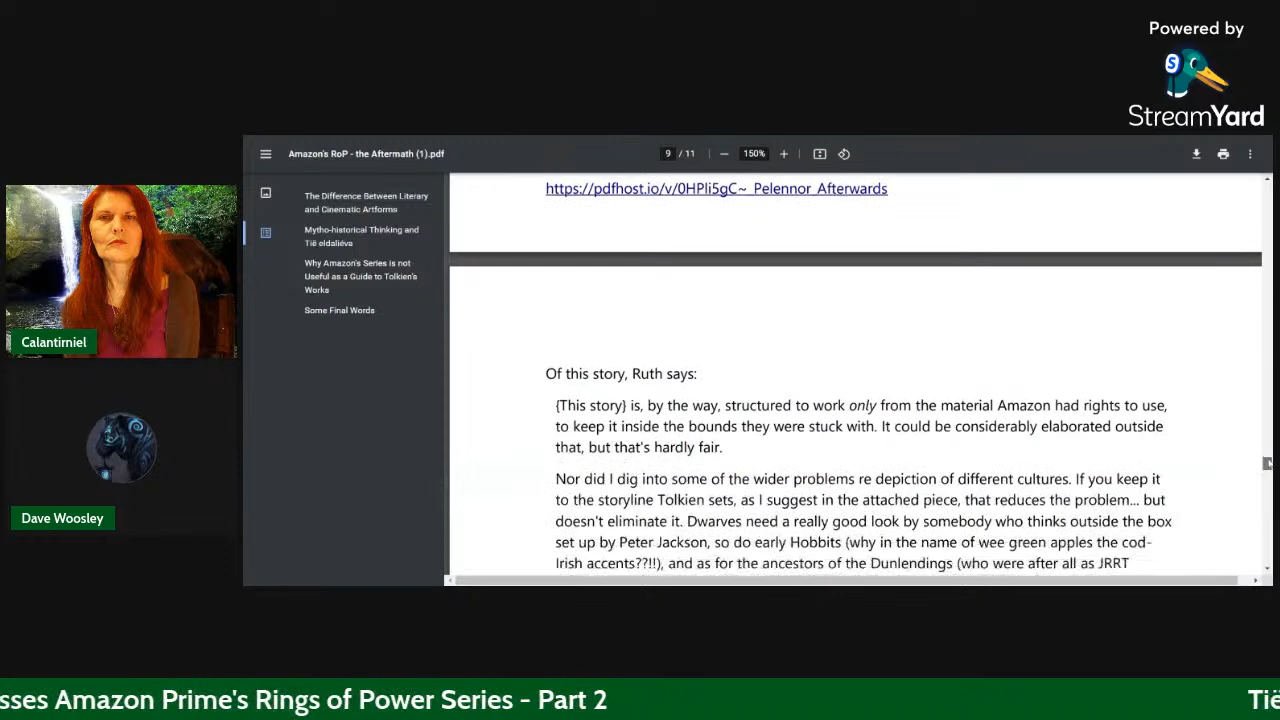 Powered by
S
StreamYard
Amazon's RoP - the Aftermath (1).pdf
9 / 11
150%
The Difference Between Literary
and Cinematic Artforms
Mytho-historical Thinking and
Tië eldaliéva
Why Amazon's Series is not
Useful as a Guide to Tolkien's
Works
Some Final Words
https://pdfhost.io/v/0HPli5gC~_Pelennor_Afterwards
Of this story, Ruth says:
{This story} is, by the way, structured to work only from the material Amazon had rights to use,
to keep it inside the bounds they were stuck with. It could be considerably elaborated outside
that, but that's hardly fair.
Nor did I dig into some of the wider problems re depiction of different cultures. If you keep it
to the storyline Tolkien sets, as I suggest in the attached piece, that reduces the problem... but
doesn't eliminate it. Dwarves need a really good look by somebody who thinks outside the box
set up by Peter Jackson, so do early Hobbits (why in the name of wee green apples the cod-
Irish accents??!!), and as for the ancestors of the Dunlendings (who were after all as JRRT
Calantirniel
Dave Woosley
sses Amazon Prime's Rings of Power Series - Part 2
Tië